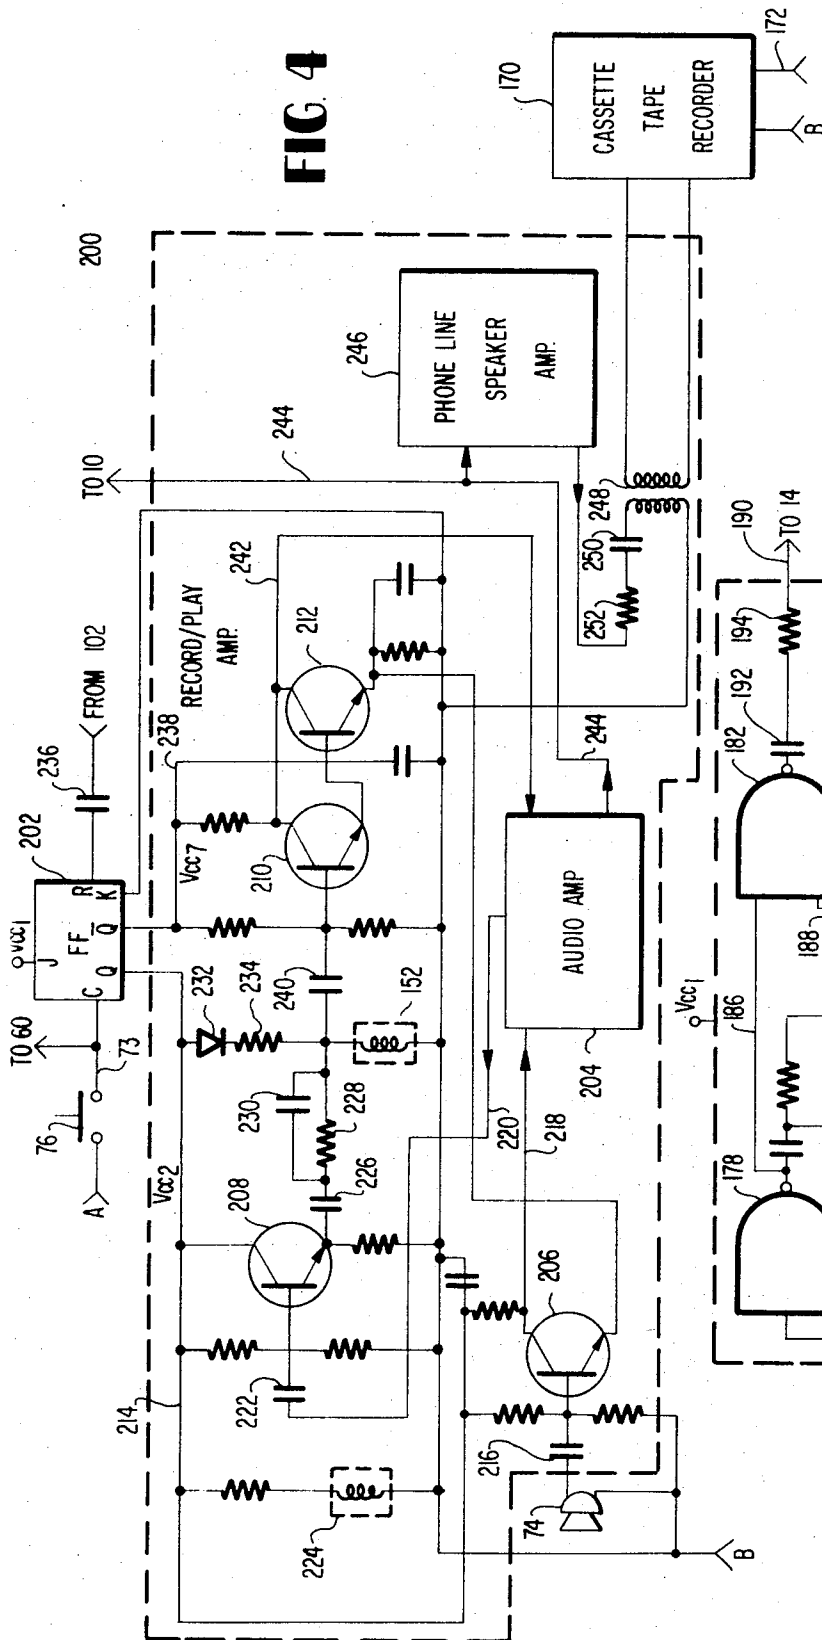 FIG. 4
200
TO 10
244
FROM 102
236
202
Vcc1
J
R
K
FF
Q
Q̅
C
TO 60
73
76
A
Vcc2
214
222
224
208
226
228
230
232
234
152
240
Vcc7
238
210
212
242
RECORD/PLAY
AMP.
246
PHONE LINE
SPEAKER
AMP.
248
250
252
170
CASSETTE
TAPE
RECORDER
172
B
244
AUDIO AMP
204
220
218
206
216
74
B
Vcc1
178
186
188
182
192
194
190
TO 14